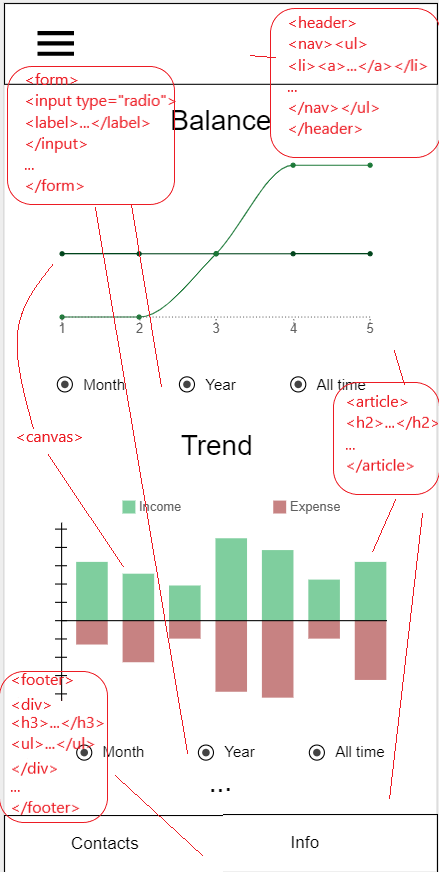 <header>
<nav><ul>
<li><a>...</a></li>
...
</nav></ul>
</header>
<form>
<input type="radio">
<label>...</label>
</input>
...
</form>
Balance
1 2 3 4 5
Month Year All time
<canvas>
<article>
<h2>...</h2>
...
</article>
Trend
Income Expense
<footer>
<div>
<h3>...</h3>
<ul>...</ul>
</div>
...
</footer>
Month Year All time
...
Contacts Info